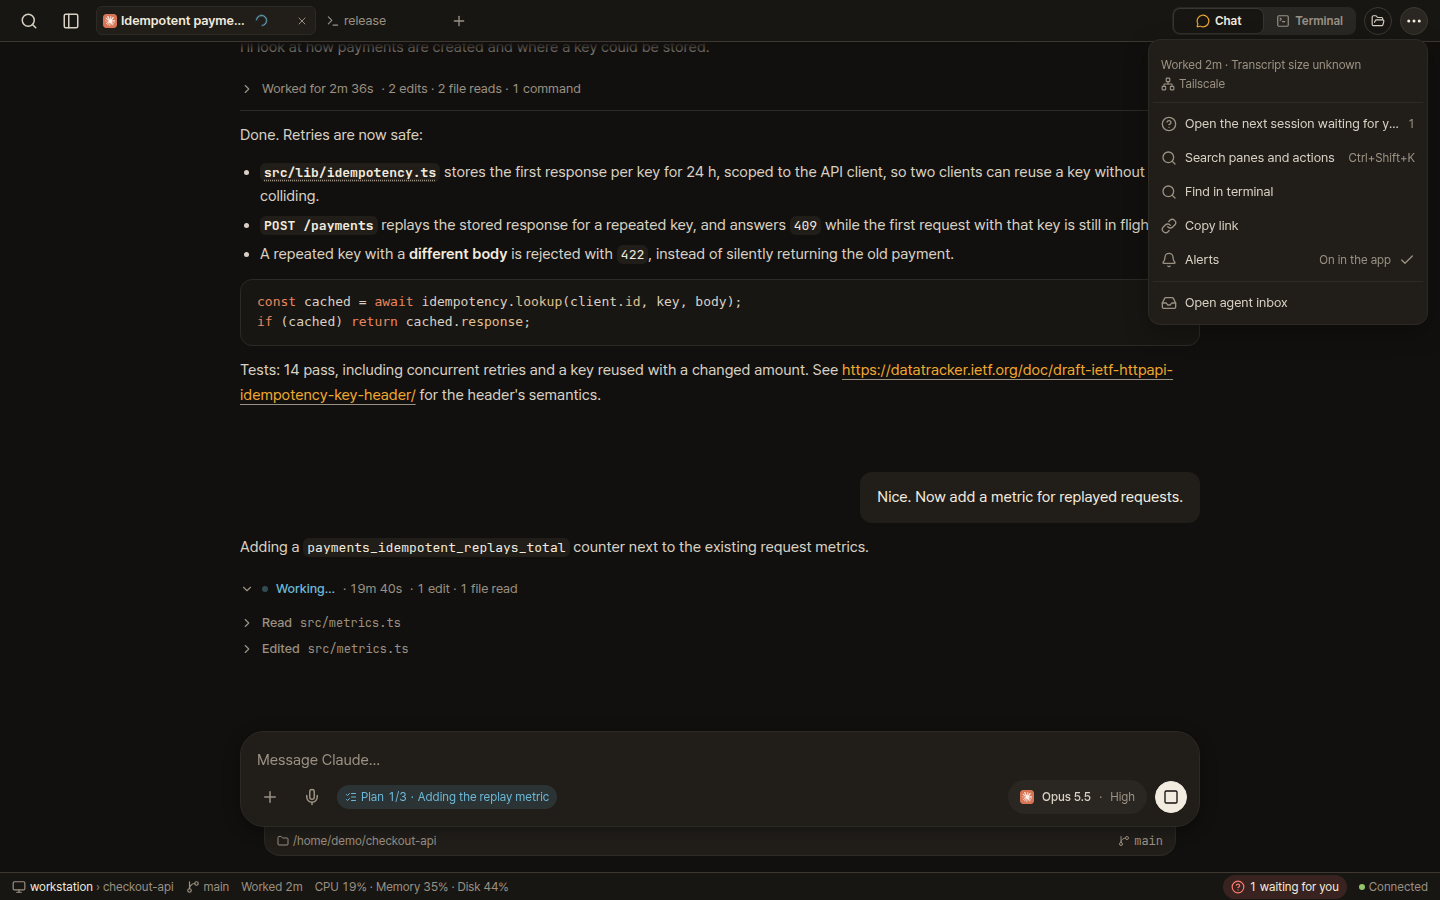 Idempotent payme...
release
Chat
Terminal
I'll look at how payments are created and where a key could be stored.
Worked for 2m 36s · 2 edits · 2 file reads · 1 command
Done. Retries are now safe:
src/lib/idempotency.ts stores the first response per key for 24 h, scoped to the API client, so two clients can reuse a key without
colliding.
POST /payments replays the stored response for a repeated key, and answers 409 while the first request with that key is still in fligh
A repeated key with a different body is rejected with 422, instead of silently returning the old payment.
const cached = await idempotency.lookup(client.id, key, body);
if (cached) return cached.response;
Tests: 14 pass, including concurrent retries and a key reused with a changed amount. See https://datatracker.ietf.org/doc/draft-ietf-httpapi-
idempotency-key-header/ for the header's semantics.
Nice. Now add a metric for replayed requests.
Adding a payments_idempotent_replays_total counter next to the existing request metrics.
Working... · 19m 40s · 1 edit · 1 file read
Read src/metrics.ts
Edited src/metrics.ts
Message Claude...
Plan 1/3 · Adding the replay metric
Opus 5.5 · High
/home/demo/checkout-api
main
Worked 2m · Transcript size unknown
Tailscale
Open the next session waiting for y... 1
Search panes and actions Ctrl+Shift+K
Find in terminal
Copy link
Alerts On in the app
Open agent inbox
workstation › checkout-api main Worked 2m CPU 19% · Memory 35% · Disk 44%
1 waiting for you
Connected